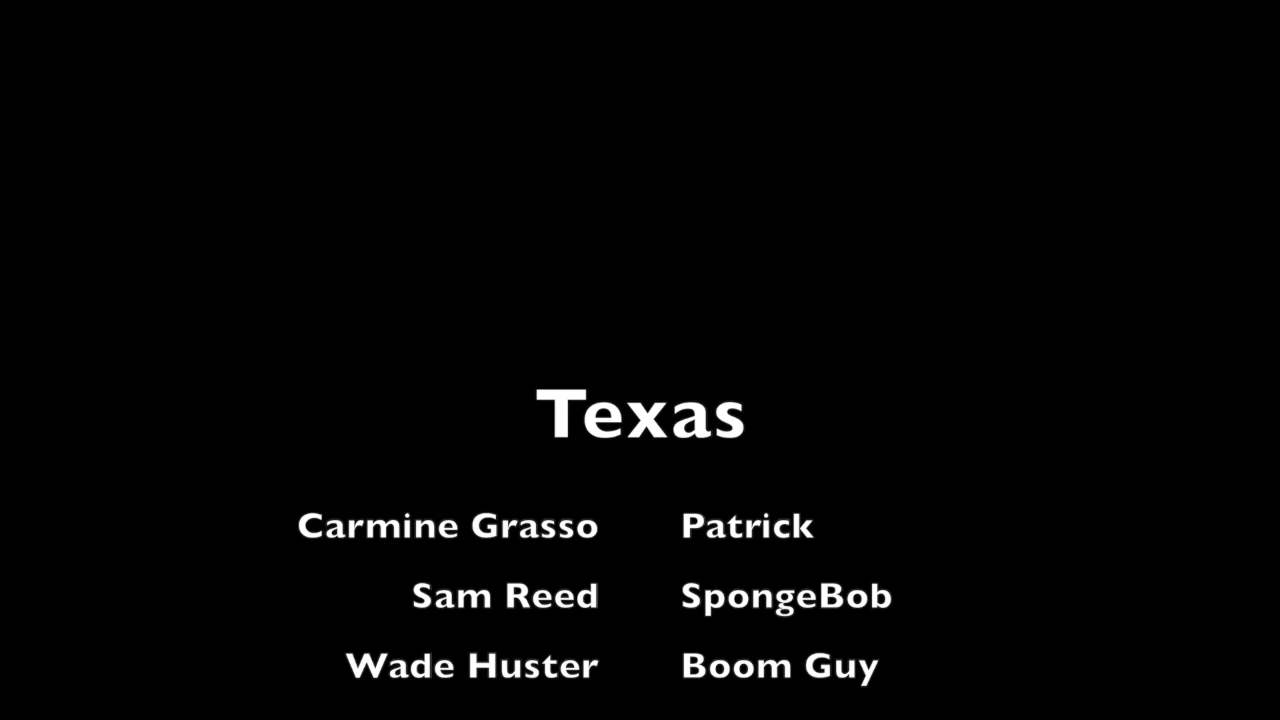 Texas
Carmine Grasso Patrick
Sam Reed SpongeBob
Wade Huster Boom Guy